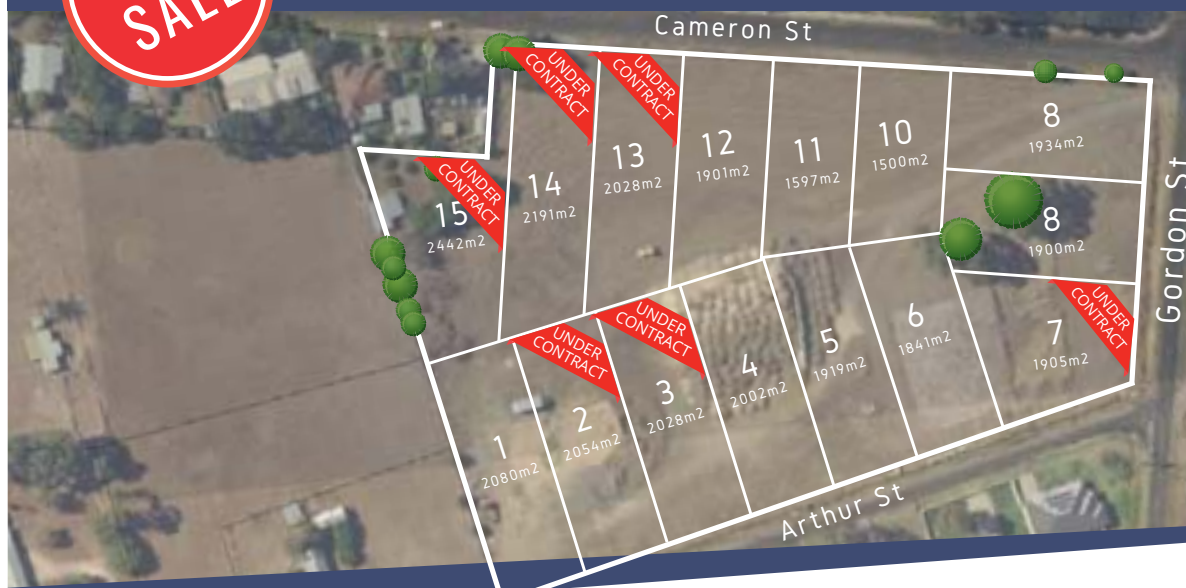 SALE
Cameron St
UNDER
CONTRACT
UNDER
CONTRACT
8
1934m2
10
1500m2
12
1901m2
11
1597m2
13
2028m2
14
2191m2
UNDER
CONTRACT
15
2442m2
8
1900m2
Gordon St
UNDER
CONTRACT
7
1905m2
6
1841m2
5
1919m2
4
2002m2
UNDER
CONTRACT
3
2028m2
UNDER
CONTRACT
2
2054m2
1
2080m2
Arthur St